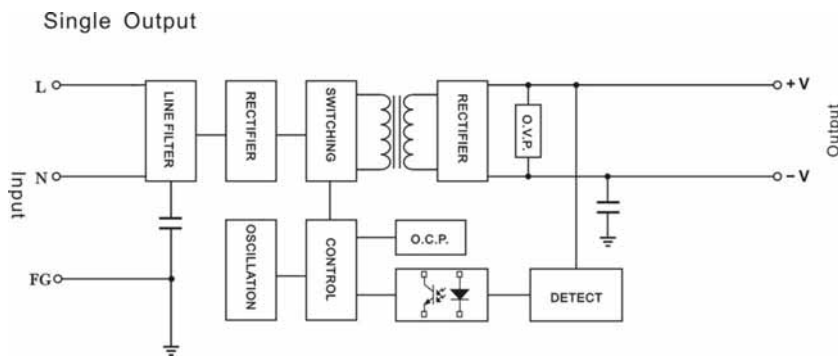 Single Output
L
LINE FILTER
RECTIFIER
SWITCHING
RECTIFIER
O.V.P.
+V
Output
Input
N
−V
FG
OSCILLATION
CONTROL
O.C.P.
DETECT